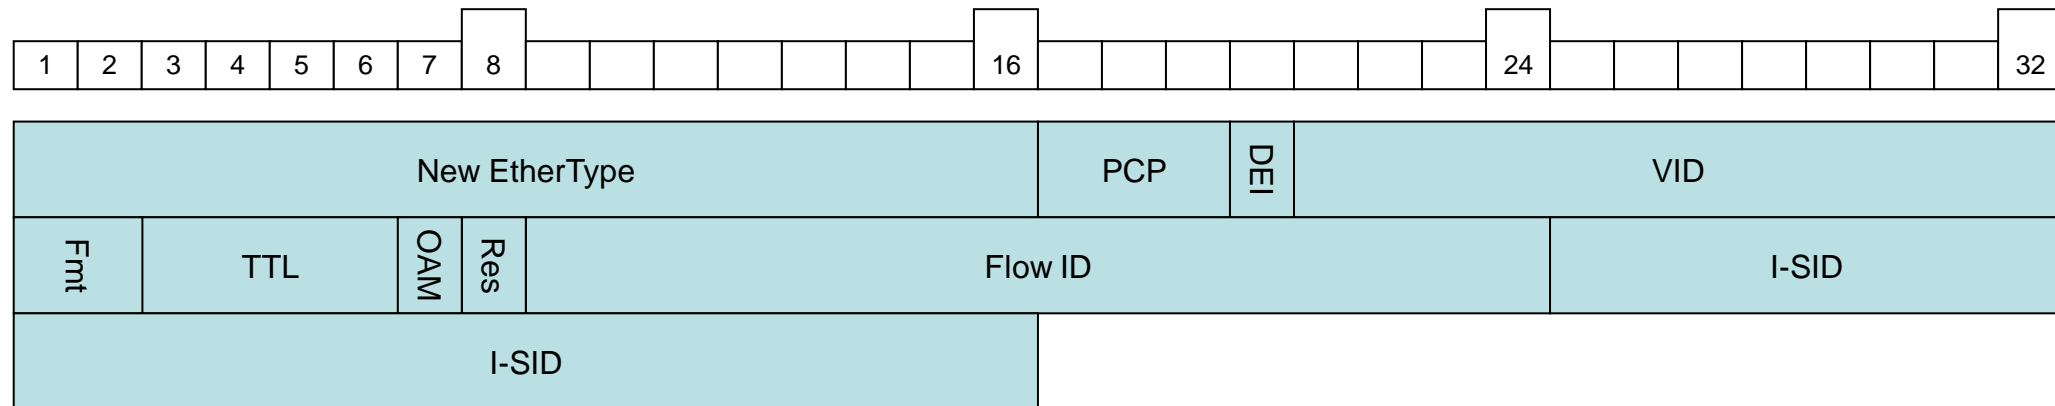 1 2 3 4 5 6 7 8 16 24 32
New EtherType PCP DEI VID
Fmt TTL OAM Res Flow ID I-SID
I-SID